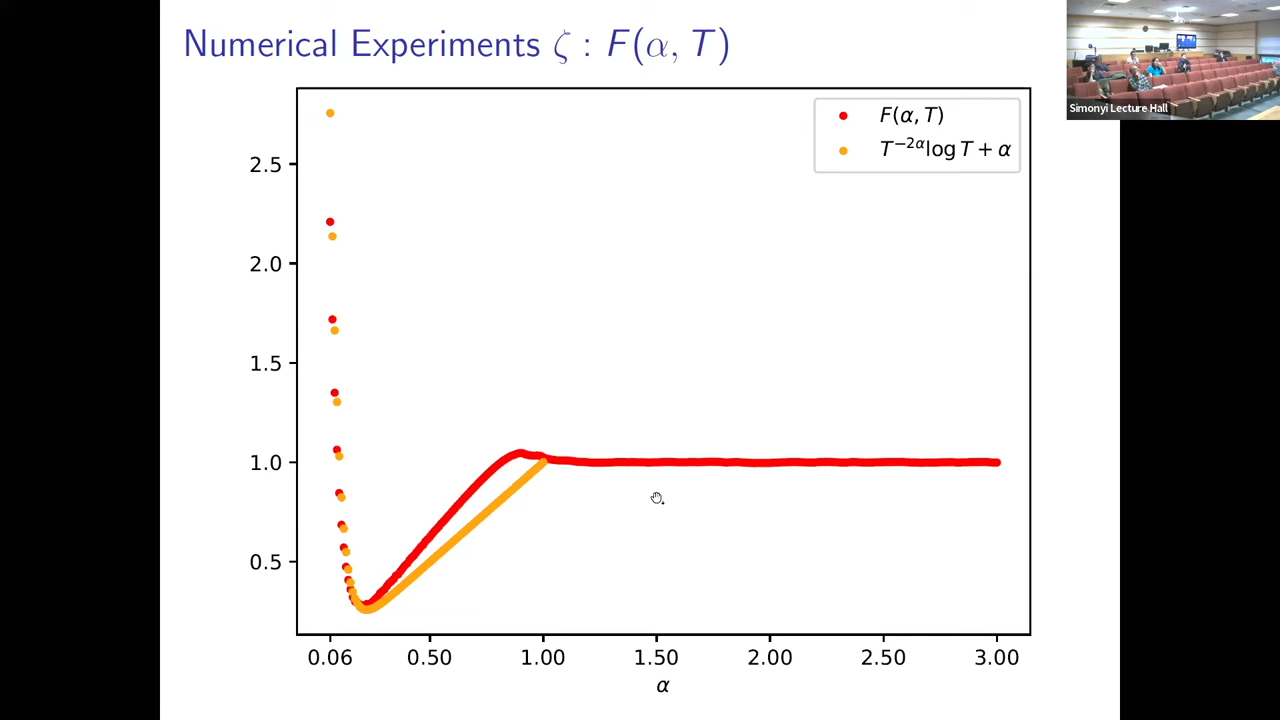 Numerical Experiments ζ : F(α, T)
Simonyi Lecture Hall
F(α, T)
T⁻²ᵅ log T + α
2.5
2.0
1.5
1.0
0.5
0.06 0.50 1.00 1.50 2.00 2.50 3.00
α